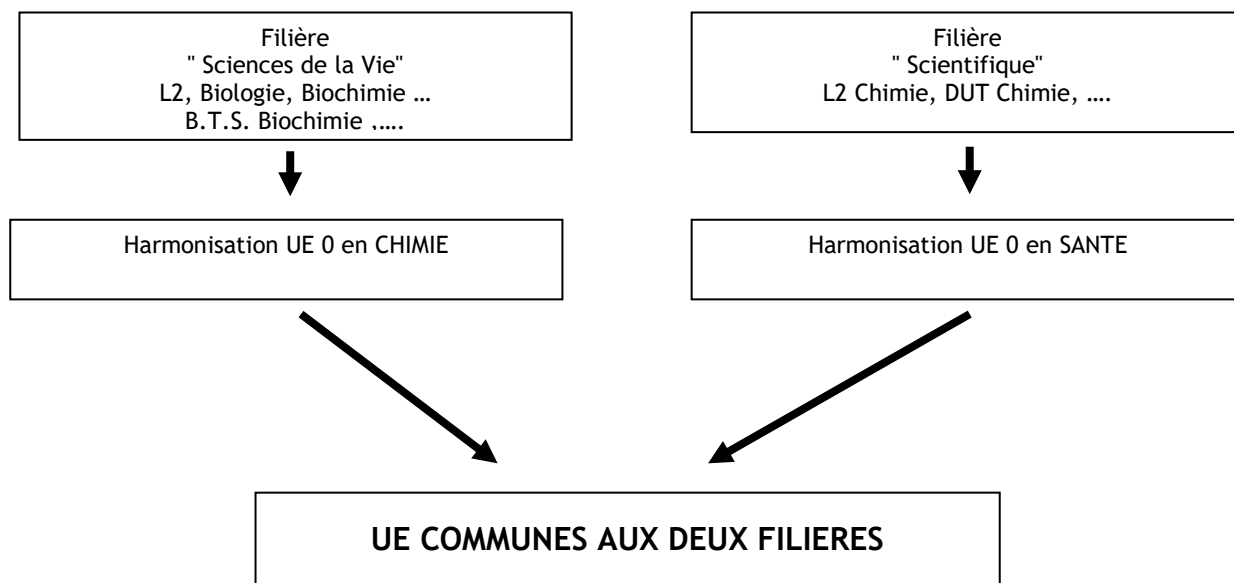 Filière
" Sciences de la Vie"
L2, Biologie, Biochimie …
B.T.S. Biochimie ,….
Filière
" Scientifique"
L2 Chimie, DUT Chimie, ….
Harmonisation UE 0 en CHIMIE
Harmonisation UE 0 en SANTE
UE COMMUNES AUX DEUX FILIERES